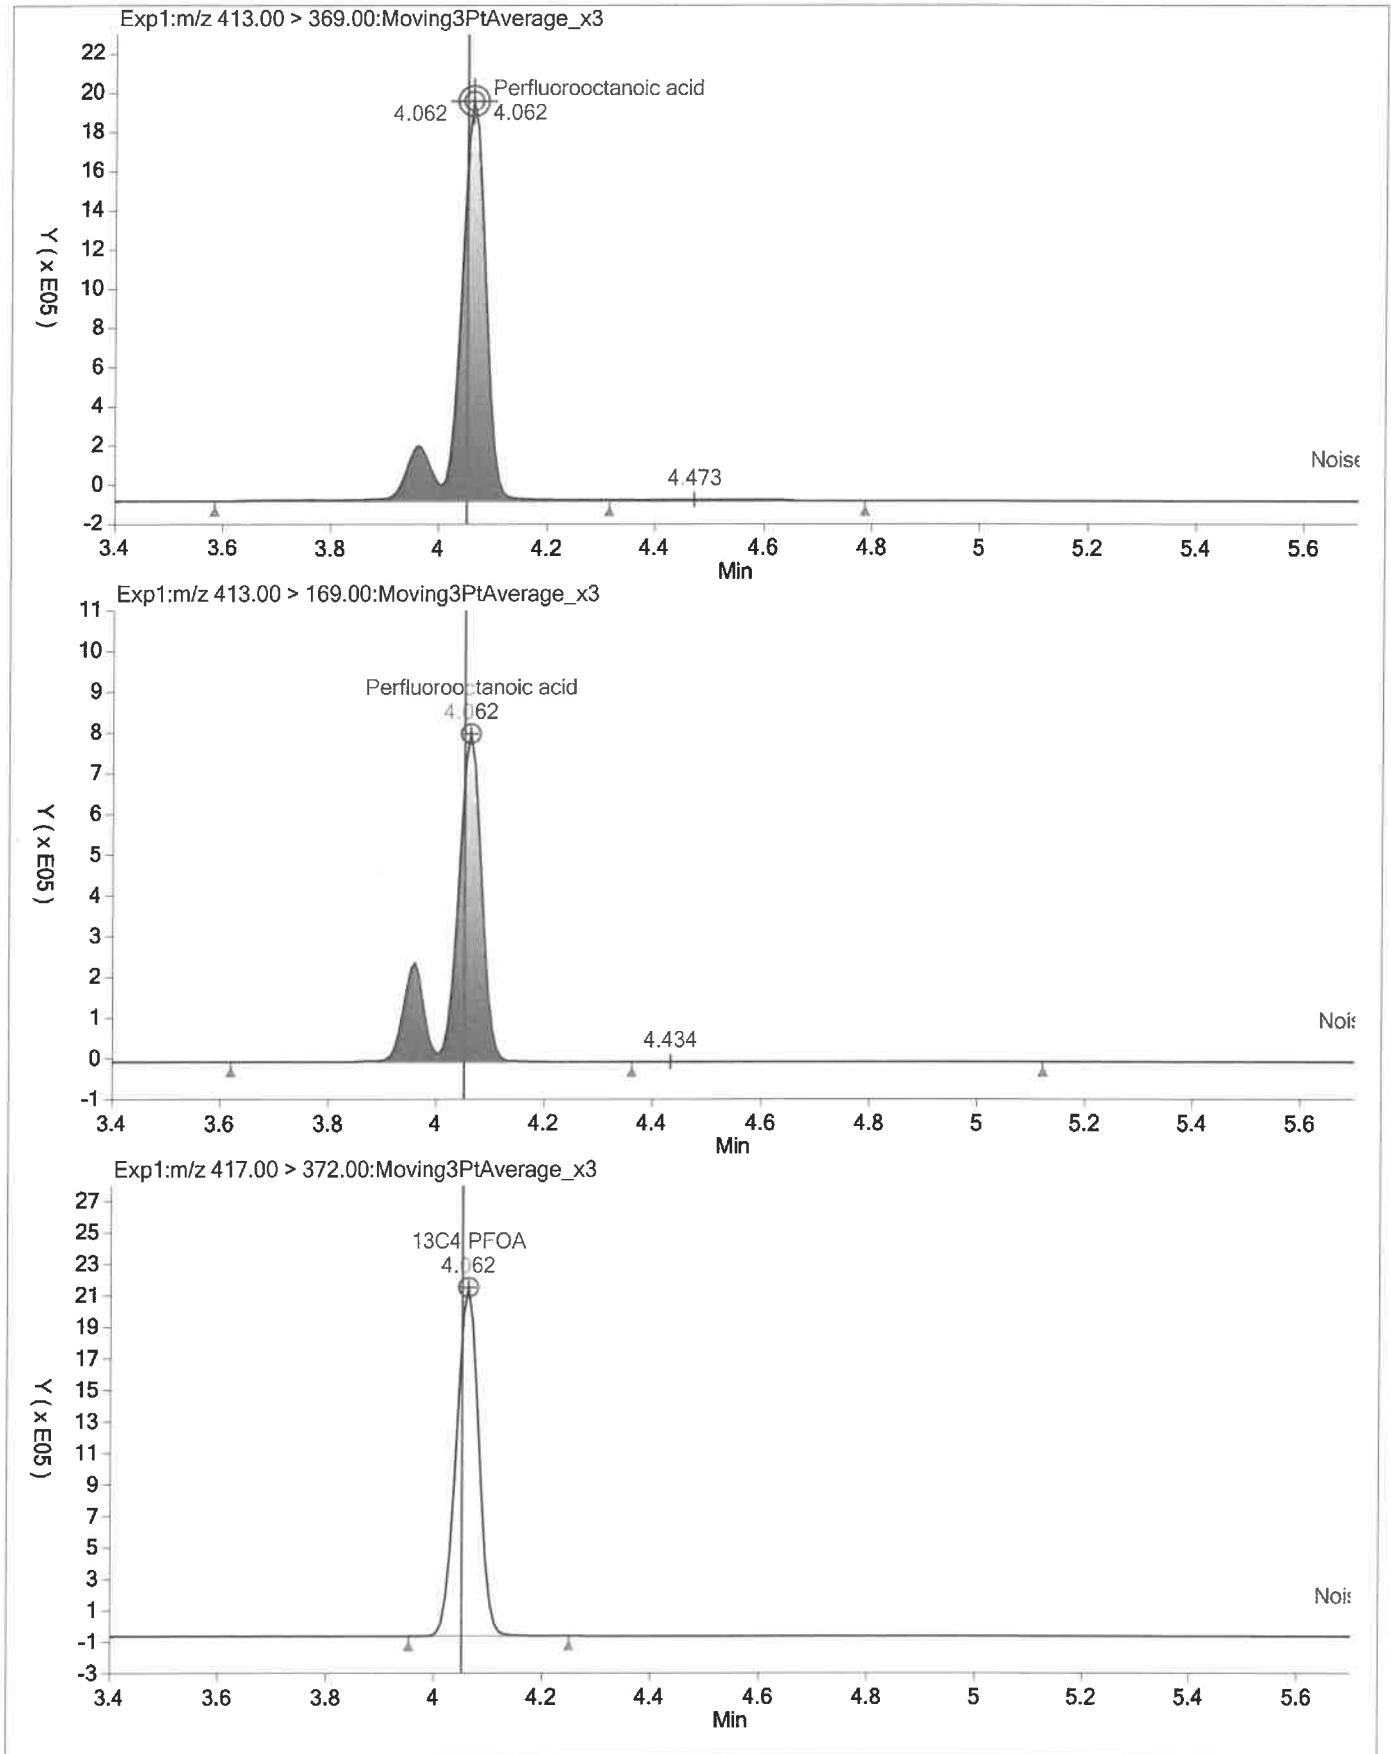 Exp1:m/z 413.00 > 369.00:Moving3PtAverage_x3
22
20
18
16
14
12
10
8
6
4
2
0
-2
Y ( x E05 )
Perfluorooctanoic acid
4.062 4.062
4.473
Noise
3.4 3.6 3.8 4 4.2 4.4 4.6 4.8 5 5.2 5.4 5.6
Min
Exp1:m/z 413.00 > 169.00:Moving3PtAverage_x3
11
10
9
8
7
6
5
4
3
2
1
0
-1
Y ( x E05 )
Perfluorooctanoic acid
4.062
4.434
Nois
3.4 3.6 3.8 4 4.2 4.4 4.6 4.8 5 5.2 5.4 5.6
Min
Exp1:m/z 417.00 > 372.00:Moving3PtAverage_x3
27
25
23
21
19
17
15
13
11
9
7
5
3
1
-1
-3
Y ( x E05 )
13C4 PFOA
4.062
Nois
3.4 3.6 3.8 4 4.2 4.4 4.6 4.8 5 5.2 5.4 5.6
Min